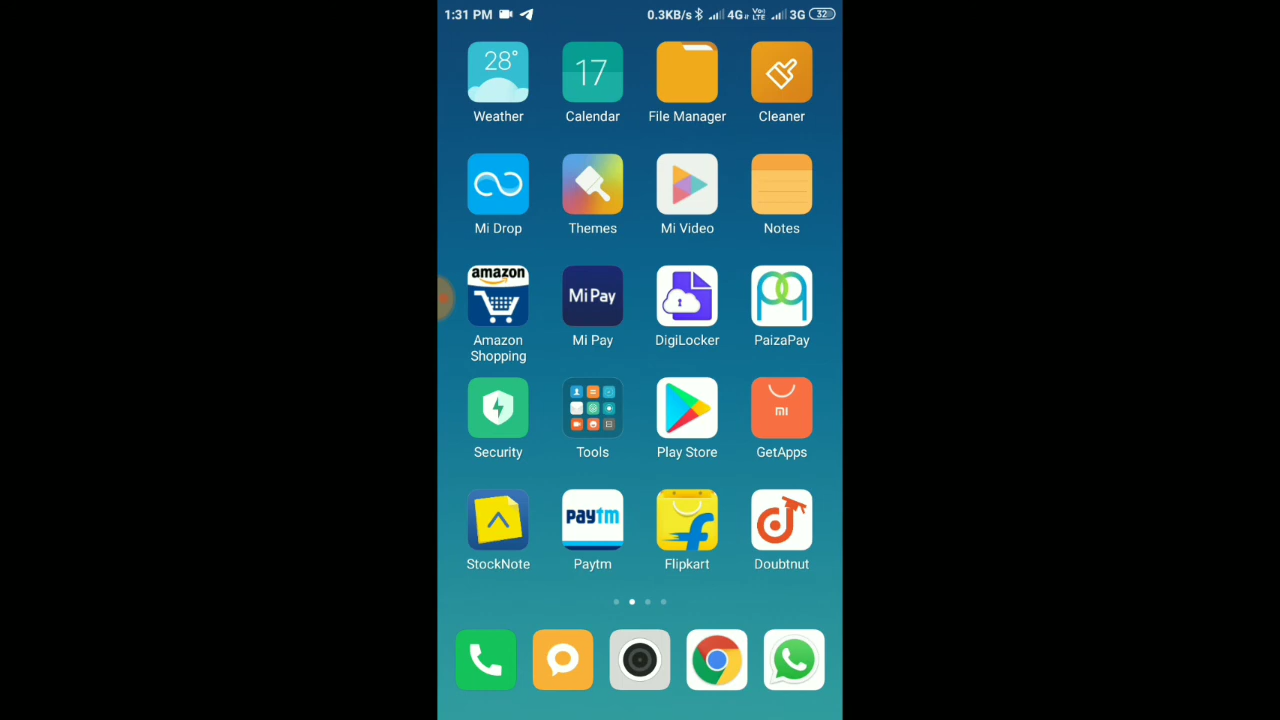 1:31 PM 0.3KB/s 4G Vo) LTE 3G 32
28°
17
Weather Calendar File Manager Cleaner
Mi Drop Themes Mi Video Notes
amazon
Mi Pay
Amazon Shopping Mi Pay DigiLocker PaizaPay
mi
Security Tools Play Store GetApps
paytm
StockNote Paytm Flipkart Doubtnut